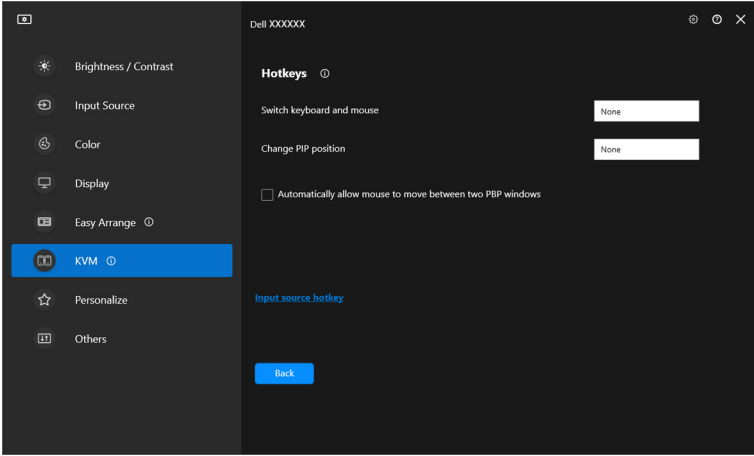 Dell XXXXXX
Brightness / Contrast
Input Source
Color
Display
Easy Arrange
KVM
Personalize
Others
Hotkeys
Switch keyboard and mouse
None
Change PIP position
None
Automatically allow mouse to move between two PBP windows
Input source hotkey
Back